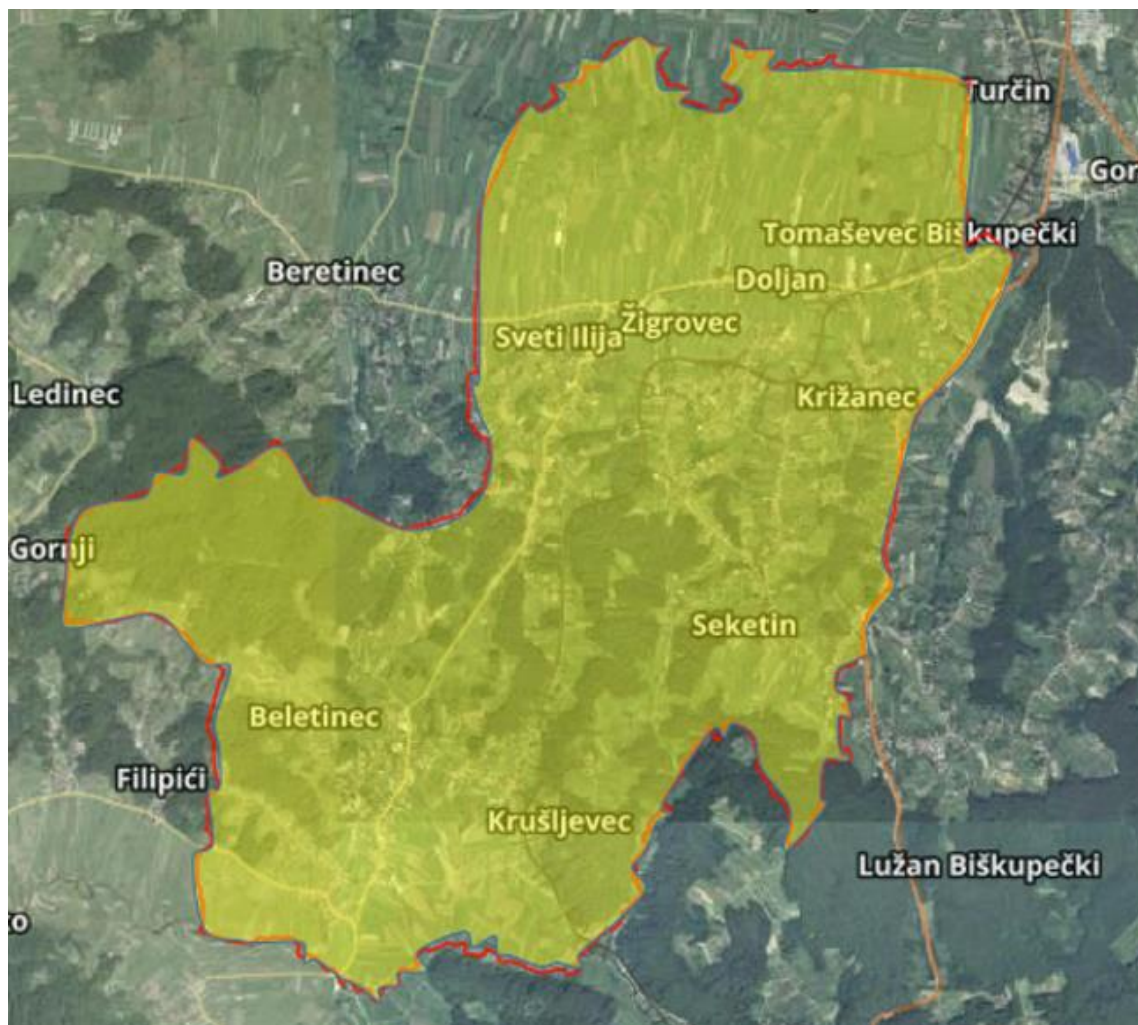 Turčin
Gor
Tomaševec Biškupečki
Beretinec
Doljan
Žigrovec
Sveti Ilija
Ledinec
Križanec
Gornji
Seketin
Beletinec
Filipići
Krušljevec
Lužan Biškupečki